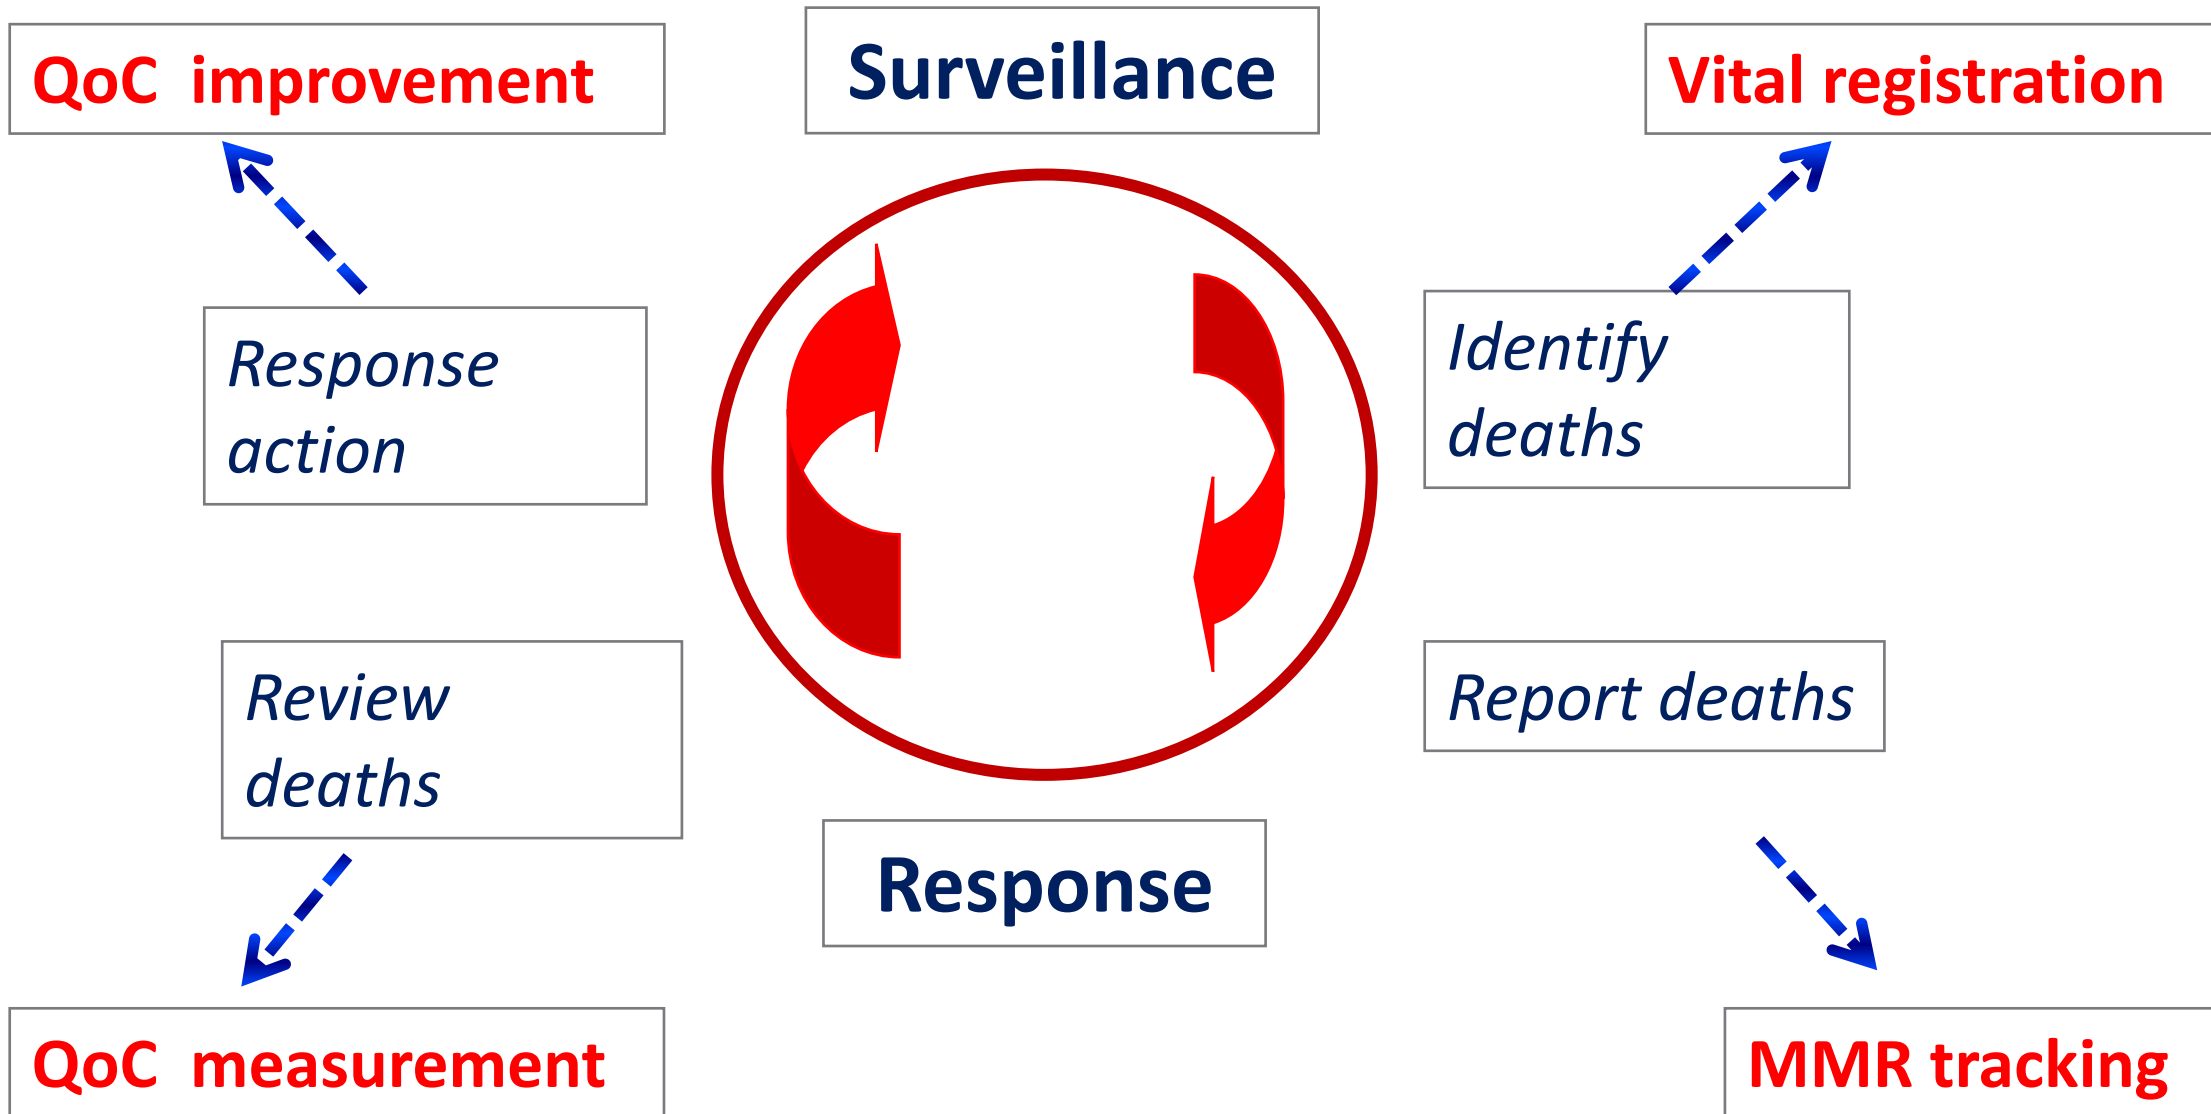 QoC  improvement
Surveillance
Vital registration
Response
action
Identify
deaths
Review
deaths
Report deaths
Response
QoC  measurement
MMR tracking